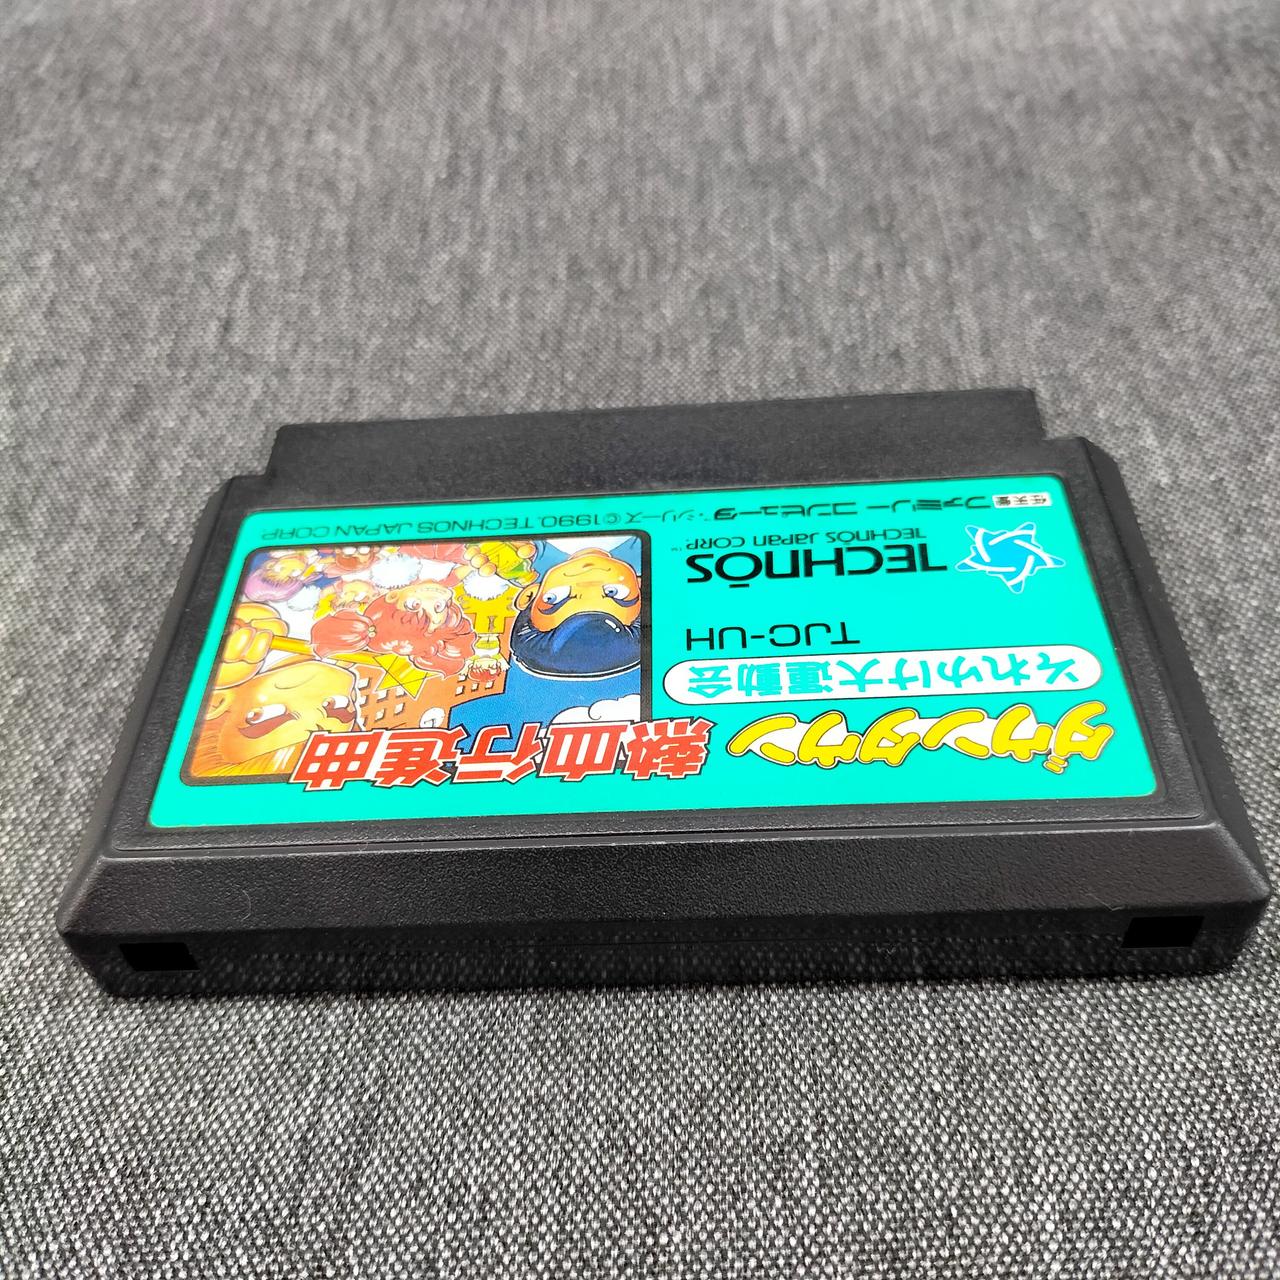 ダウンタウン
熱血行進曲
それゆけ大運動会
TJC-UH
TECHNŌS
TECHNŌS JAPAN CORP.™
任天堂 ファミリーコンピュータ シリーズ ©1990. TECHNOS JAPAN CORP.